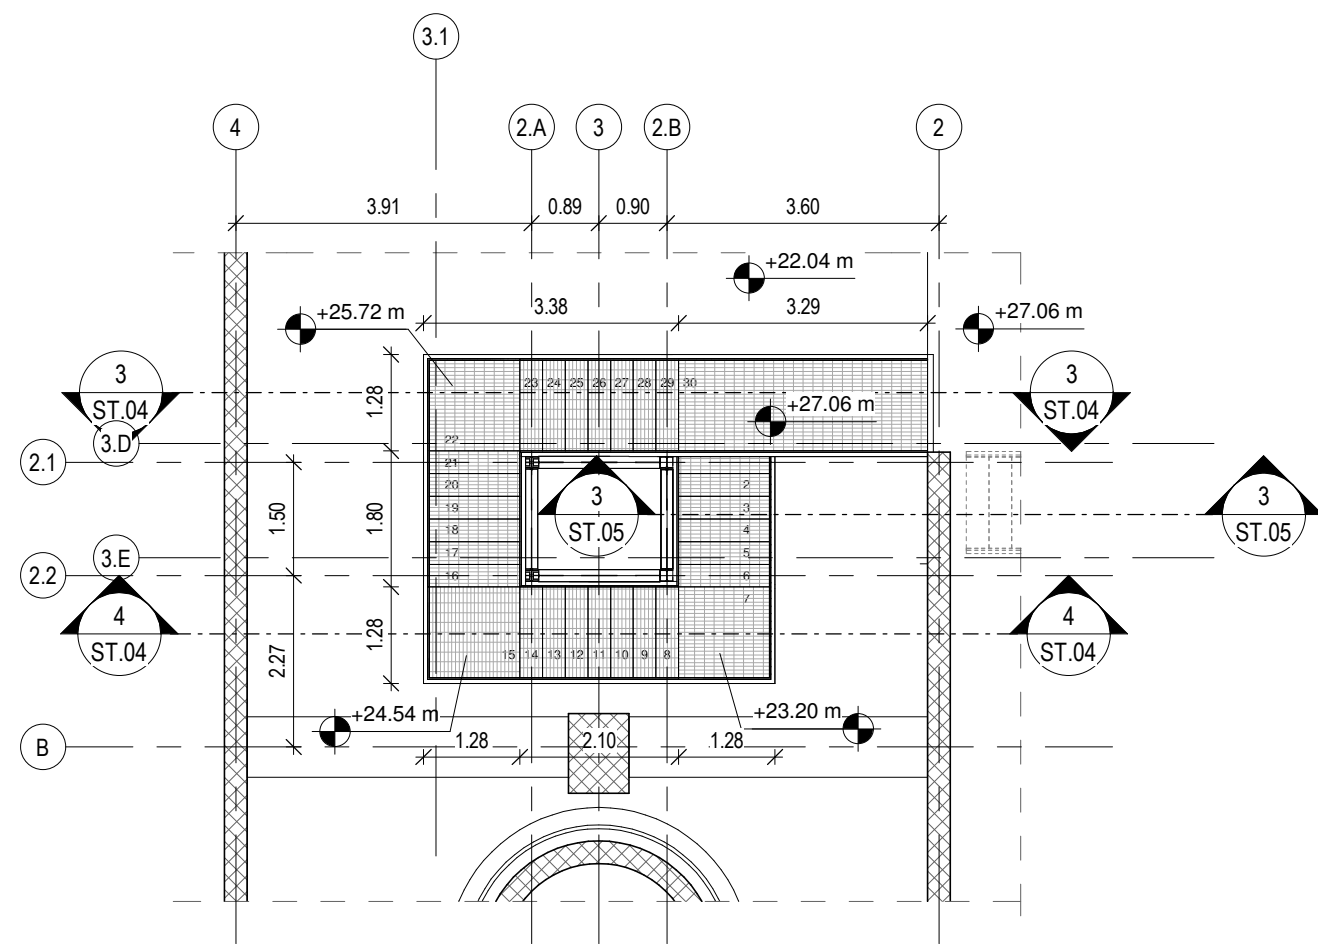 3.1
4
2.A
3
2.B
2
3.91
0.89
0.90
3.60
+22.04 m
+25.72 m
3.38
3.29
+27.06 m
3
ST.04
3
ST.04
1.28
23 24 25 26 27 28 29 30
+27.06 m
3.D
2.1
22
21
20
19
18
17
16
2
3
4
5
6
7
3
ST.05
3
ST.05
1.50
1.80
3.E
2.2
4
ST.04
4
ST.04
1.28
2.27
15 14 13 12 11 10 9 8
+24.54 m
+23.20 m
B
1.28
2.10
1.28